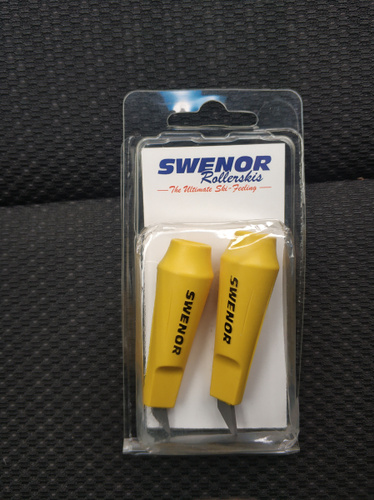 SWENOR
Rollerskis
The Ultimate Ski-Feeling
SWENOR
SWENOR